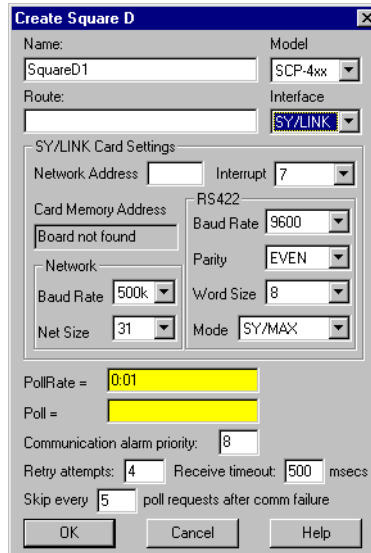 Create Square D
Name: Model
SquareD1 SCP-4xx
Route: Interface
SY/LINK
SY/LINK Card Settings
Network Address Interrupt 7
Card Memory Address RS422
Board not found Baud Rate 9600
Network Parity EVEN
Baud Rate 500k Word Size 8
Net Size 31 Mode SY/MAX
PollRate = 0:01
Poll =
Communication alarm priority: 8
Retry attempts: 4 Receive timeout: 500 msecs
Skip every 5 poll requests after comm failure
OK Cancel Help